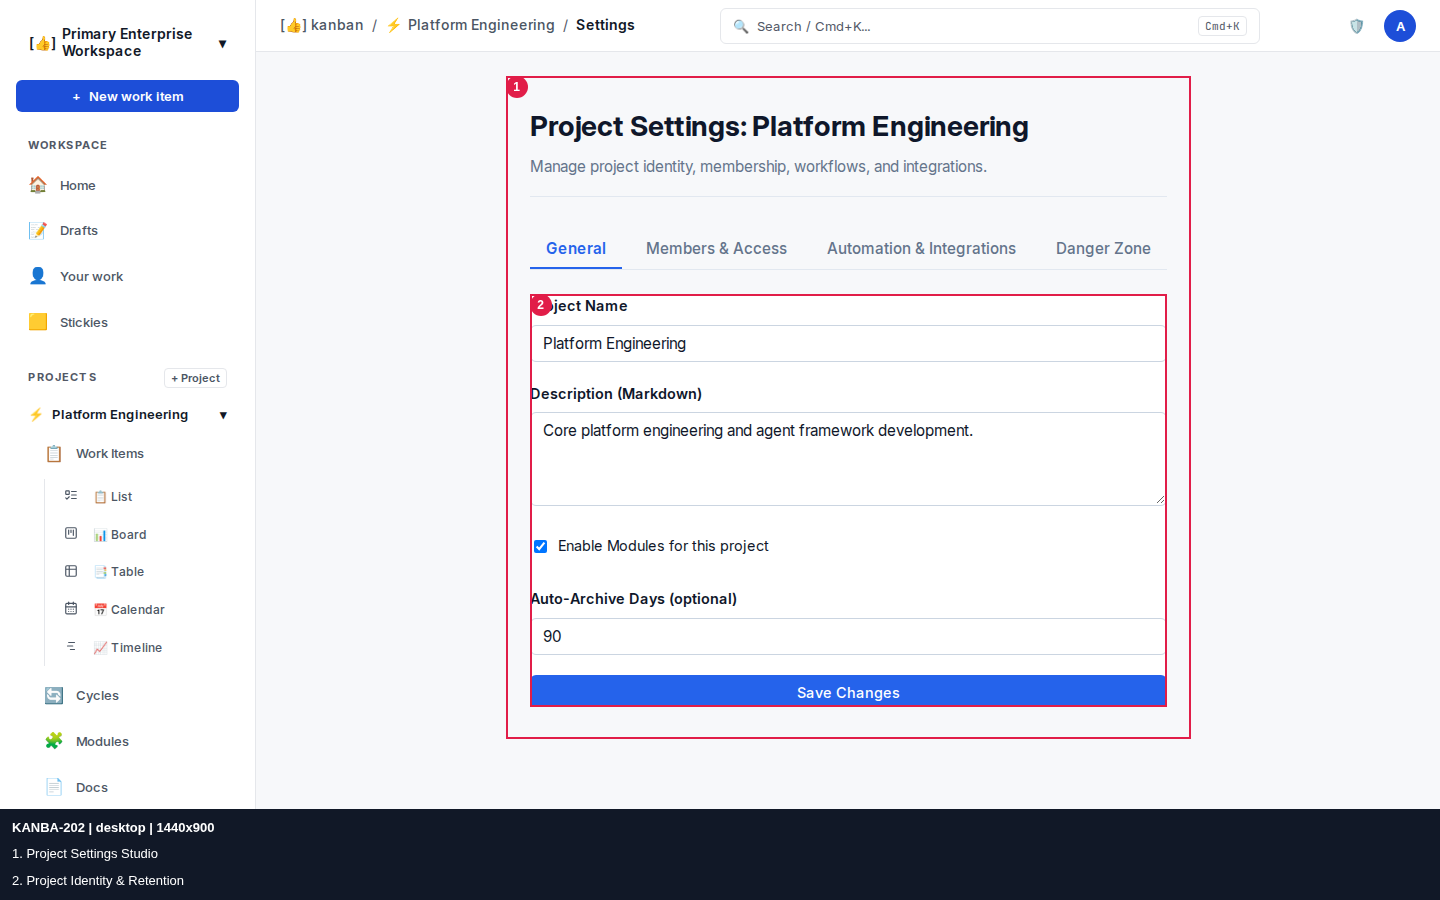 [👍] Primary Enterprise Workspace ▾
+ New work item
WORKSPACE
🏠 Home
📝 Drafts
👤 Your work
🟨 Stickies
PROJECTS + Project
⚡ Platform Engineering ▾
📋 Work Items
📋 List
📊 Board
📑 Table
📅 Calendar
📈 Timeline
🔄 Cycles
🧩 Modules
📄 Docs
[👍] kanban / ⚡ Platform Engineering / Settings
🔍 Search / Cmd+K... Cmd+K
🛡️ A
1
Project Settings: Platform Engineering
Manage project identity, membership, workflows, and integrations.
General Members & Access Automation & Integrations Danger Zone
2 oject Name
Platform Engineering
Description (Markdown)
Core platform engineering and agent framework development.
Enable Modules for this project
Auto-Archive Days (optional)
90
Save Changes
KANBA-202 | desktop | 1440x900
1. Project Settings Studio
2. Project Identity & Retention